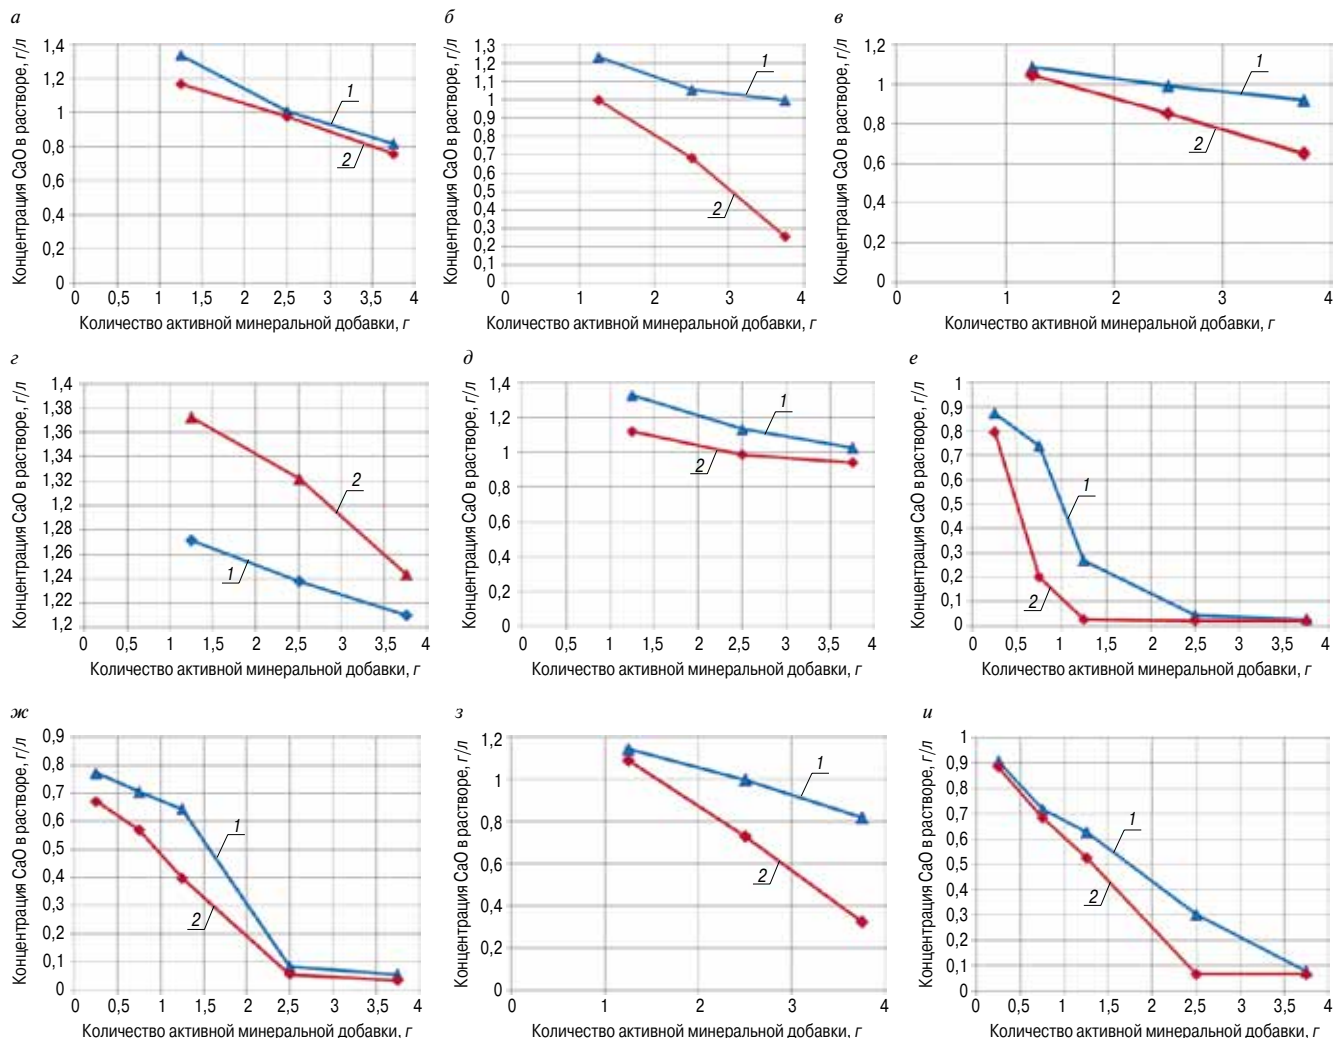 а
Концентрация CaO в растворе, г/л
1,4
1,2
1
0,8
0,6
0,4
0,2
0
1
2
0 0,5 1 1,5 2 2,5 3 3,5 4
Количество активной минеральной добавки, г
б
Концентрация CaO в растворе, г/л
1,3
1,2
1,1
1
0,9
0,8
0,7
0,6
0,5
0,4
0,3
0,2
0,1
0
1
2
0 1 2 3 4
Количество активной минеральной добавки, г
в
Концентрация CaO в растворе, г/л
1,2
1
0,8
0,6
0,4
0,2
0
1
2
0 1 2 3 4
Количество активной минеральной добавки, г
г
Концентрация CaO в растворе, г/л
1,4
1,38
1,36
1,34
1,32
1,2
1,28
1,26
1,24
1,22
1,2
2
1
0 0,5 1 1,5 2 2,5 3 3,5 4
Количество активной минеральной добавки, г
д
Концентрация CaO в растворе, г/л
1,4
1,2
1
0,8
0,6
0,4
0,2
0
1
2
0 0,5 1 1,5 2 2,5 3 3,5 4
Количество активной минеральной добавки, г
е
Концентрация CaO в растворе, г/л
1
0,9
0,8
0,7
0,6
0,5
0,4
0,3
0,2
0,1
0
1
2
0 0,5 1 1,5 2 2,5 3 3,5 4
Количество активной минеральной добавки, г
ж
Концентрация CaO в растворе, г/л
0,9
0,8
0,7
0,6
0,5
0,4
0,3
0,2
0,1
0
1
2
0 0,5 1 1,5 2 2,5 3 3,5 4
Количество активной минеральной добавки, г
з
Концентрация CaO в растворе, г/л
1,2
1
0,8
0,6
0,4
0,2
0
1
2
0 1 2 3 4
Количество активной минеральной добавки, г
и
Концентрация CaO в растворе, г/л
1
0,9
0,8
0,7
0,6
0,5
0,4
0,3
0,2
0,1
0
1
2
0 0,5 1 1,5 2 2,5 3 3,5 4
Количество активной минеральной добавки, г